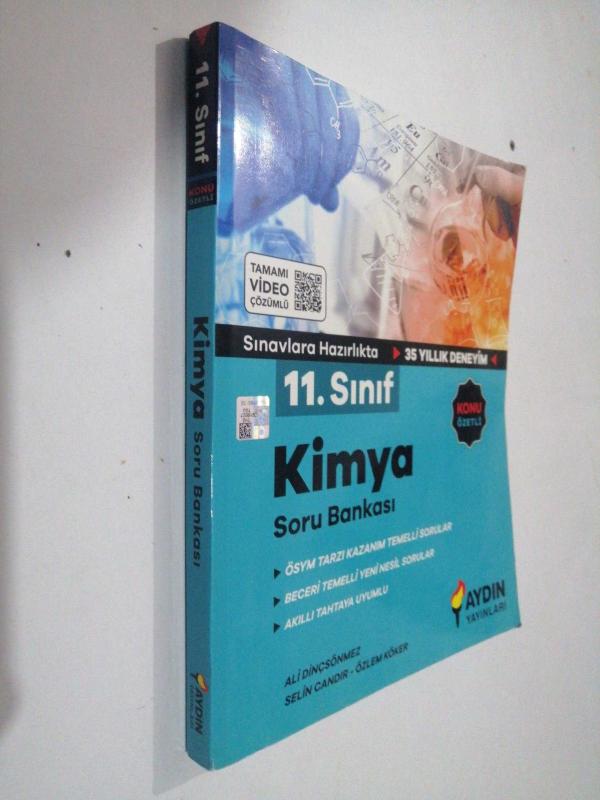 11. Sınıf
KONU
ÖZETLİ
Kimya Soru Bankası
AYDIN
YAYINLARI
Eu
TAMAMI
VİDEO
ÇÖZÜMLÜ
Sınavlara Hazırlıkta
35 YILLIK DENEYİM
11. Sınıf
KONU
ÖZETLİ
Kimya
Soru Bankası
ÖSYM TARZI KAZANIM TEMELLİ SORULAR
BECERİ TEMELLİ YENİ NESİL SORULAR
AKILLI TAHTAYA UYUMLU
AYDIN
YAYINLARI
ALİ DİNÇSÖNMEZ
SELİN CANDIR - ÖZLEM KÖKER